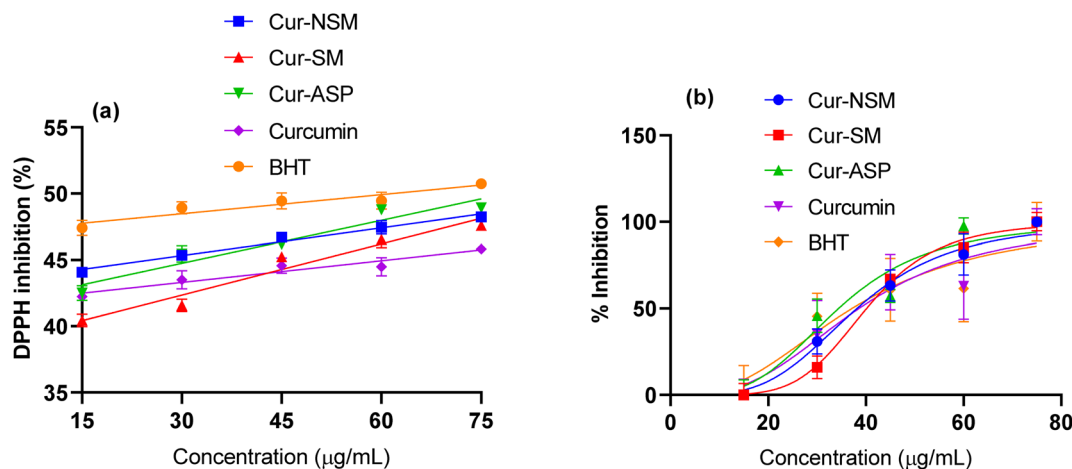 (a)
Cur-NSM
Cur-SM
Cur-ASP
Curcumin
BHT
DPPH inhibition (%)
55
50
45
40
35
15 30 45 60 75
Concentration (μg/mL)
(b)
Cur-NSM
Cur-SM
Cur-ASP
Curcumin
BHT
% Inhibition
150
100
50
0
0 20 40 60 80
Concentration (μg/mL)